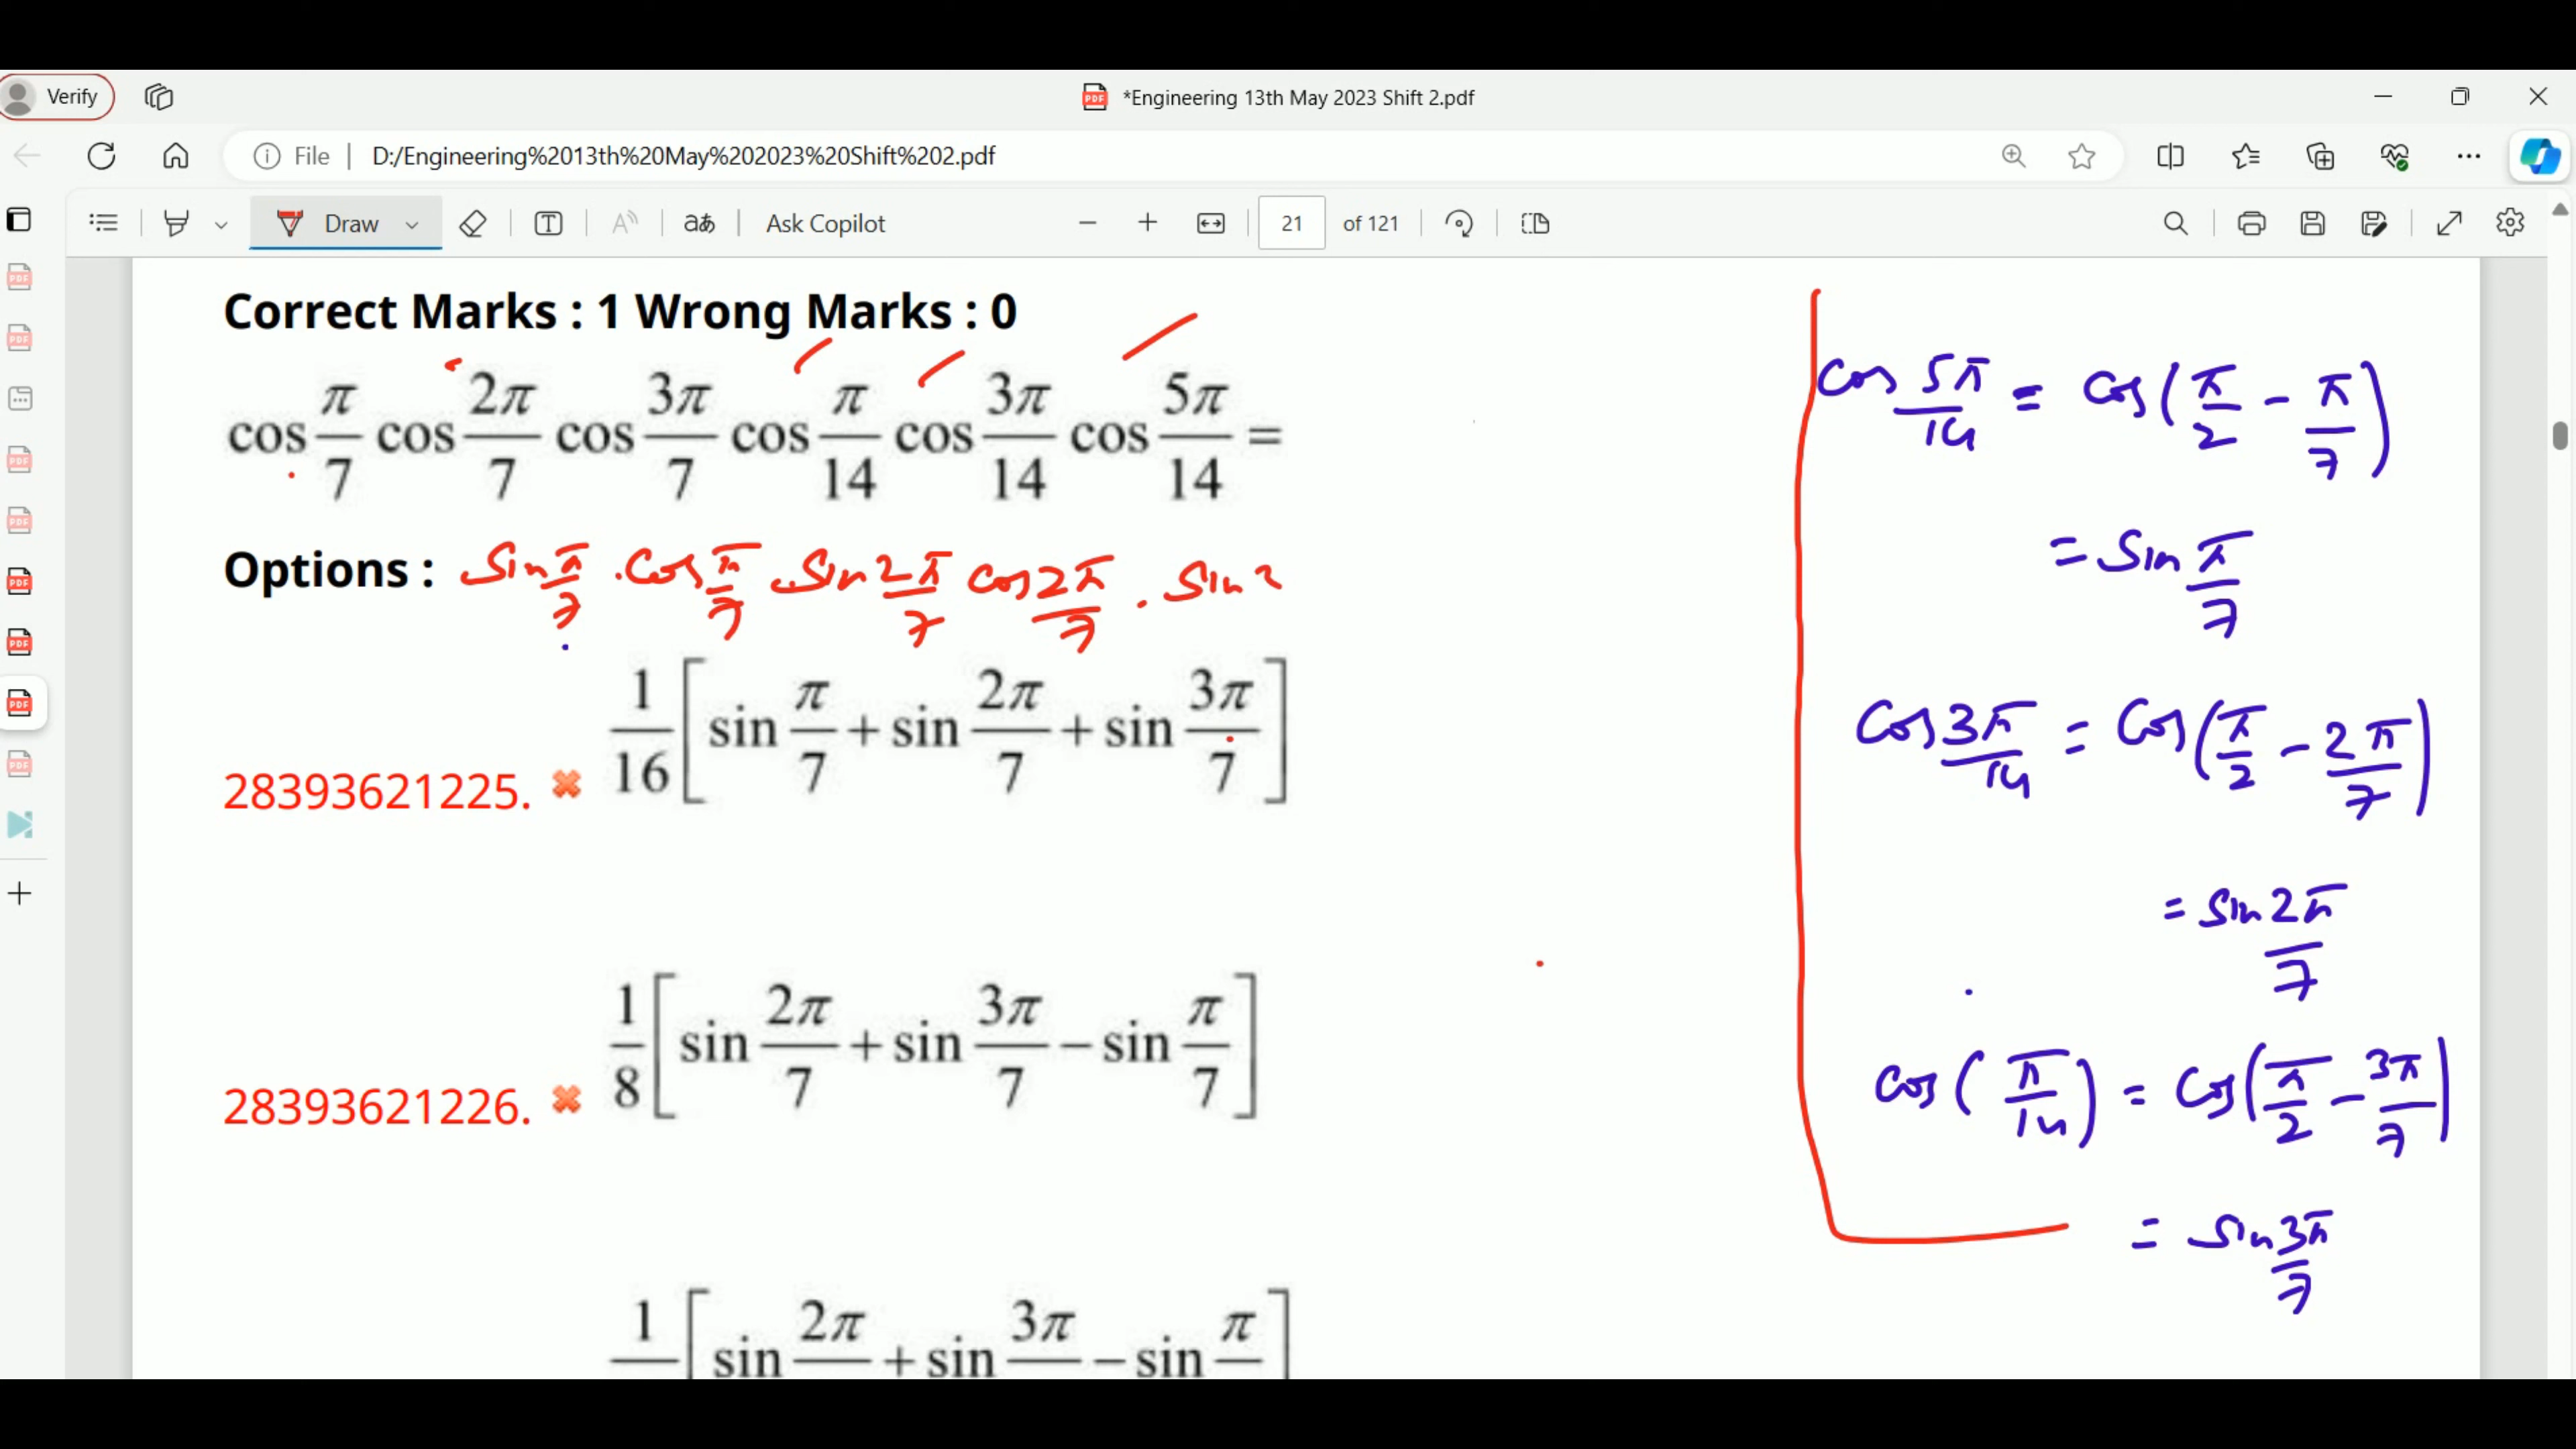 Verify
*Engineering 13th May 2023 Shift 2.pdf
File | D:/Engineering%2013th%20May%202023%20Shift%202.pdf
Draw
aあ
Ask Copilot
21 of 121
Correct Marks : 1 Wrong Marks : 0
cos π/7 cos 2π/7 cos 3π/7 cos π/14 cos 3π/14 cos 5π/14 =
Options : sin π/7 . cos π/7 . sin 2π/7 cos 2π/7 . sin
28393621225. ✖ 1/16 [ sin π/7 + sin 2π/7 + sin 3π/7 ]
28393621226. ✖ 1/8 [ sin 2π/7 + sin 3π/7 − sin π/7 ]
1 [ sin 2π + sin 3π − sin π ]
cos 5π/14 = cos ( π/2 − π/7 )
= sin π/7
cos 3π/14 = cos ( π/2 − 2π/7 )
= sin 2π/7
cos ( π/14 ) = cos ( π/2 − 3π/7 )
= sin 3π/7